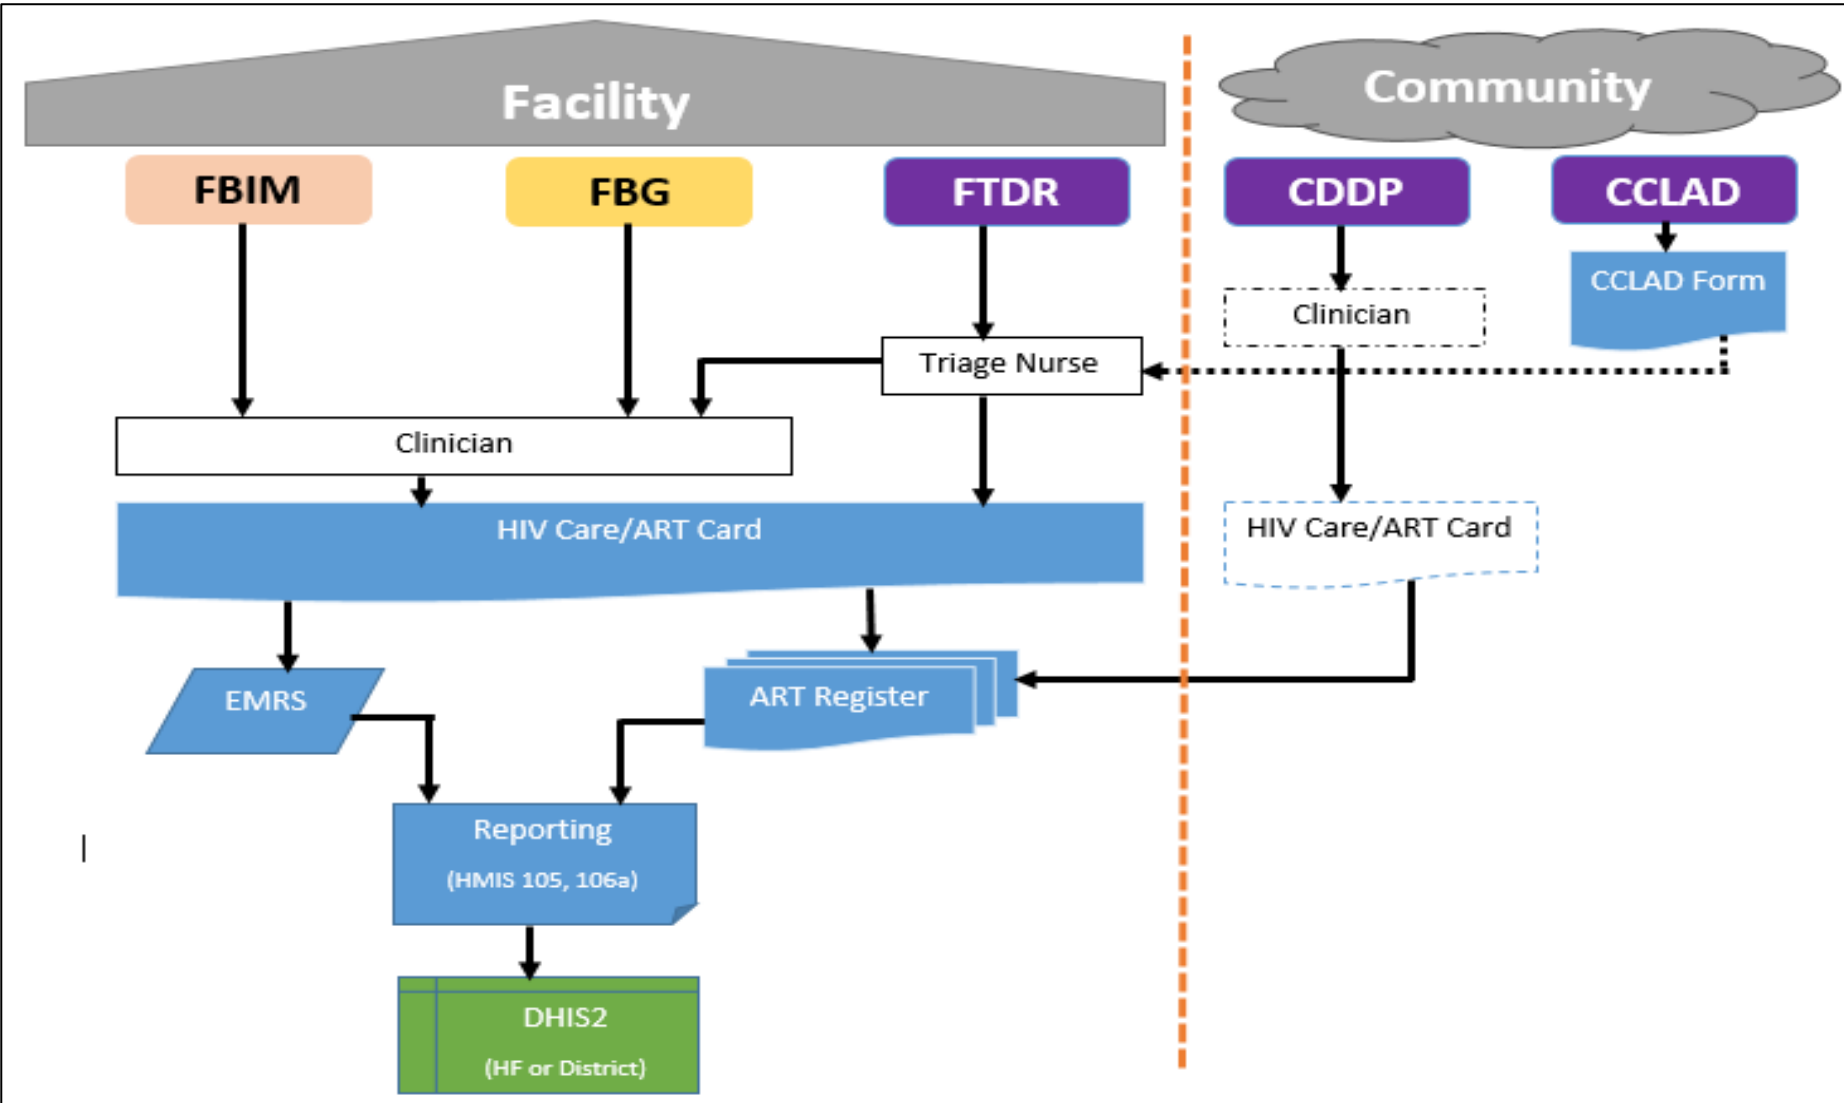 Facility
Community
FBIM
FBG
FTDR
CDDP
CCLAD
CCLAD Form
Clinician
Triage Nurse
Clinician
HIV Care/ART Card
HIV Care/ART Card
EMRS
ART Register
Reporting
(HMIS 105, 106a)
DHIS2
(HF or District)